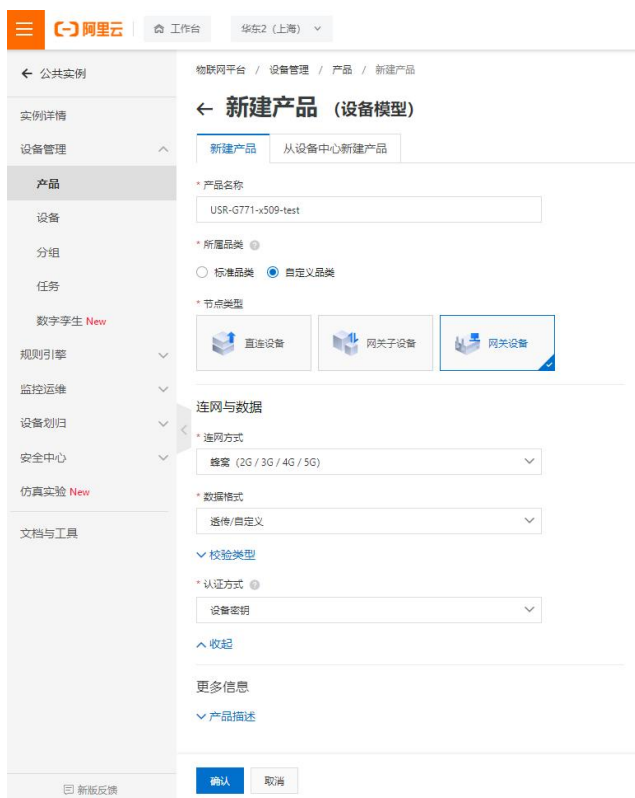 阿里云
工作台
华东2（上海）
公共实例
实例详情
设备管理
产品
设备
分组
任务
数字孪生 New
规则引擎
监控运维
设备划归
安全中心
仿真实验 New
文档与工具
新版反馈
物联网平台 / 设备管理 / 产品 / 新建产品
← 新建产品 （设备模型）
新建产品
从设备中心新建产品
* 产品名称
USR-G771-x509-test
* 所属品类
标准品类
自定义品类
* 节点类型
直连设备
网关子设备
网关设备
连网与数据
* 连网方式
蜂窝（2G / 3G / 4G / 5G）
* 数据格式
透传/自定义
校验类型
* 认证方式
设备密钥
收起
更多信息
产品描述
确认
取消